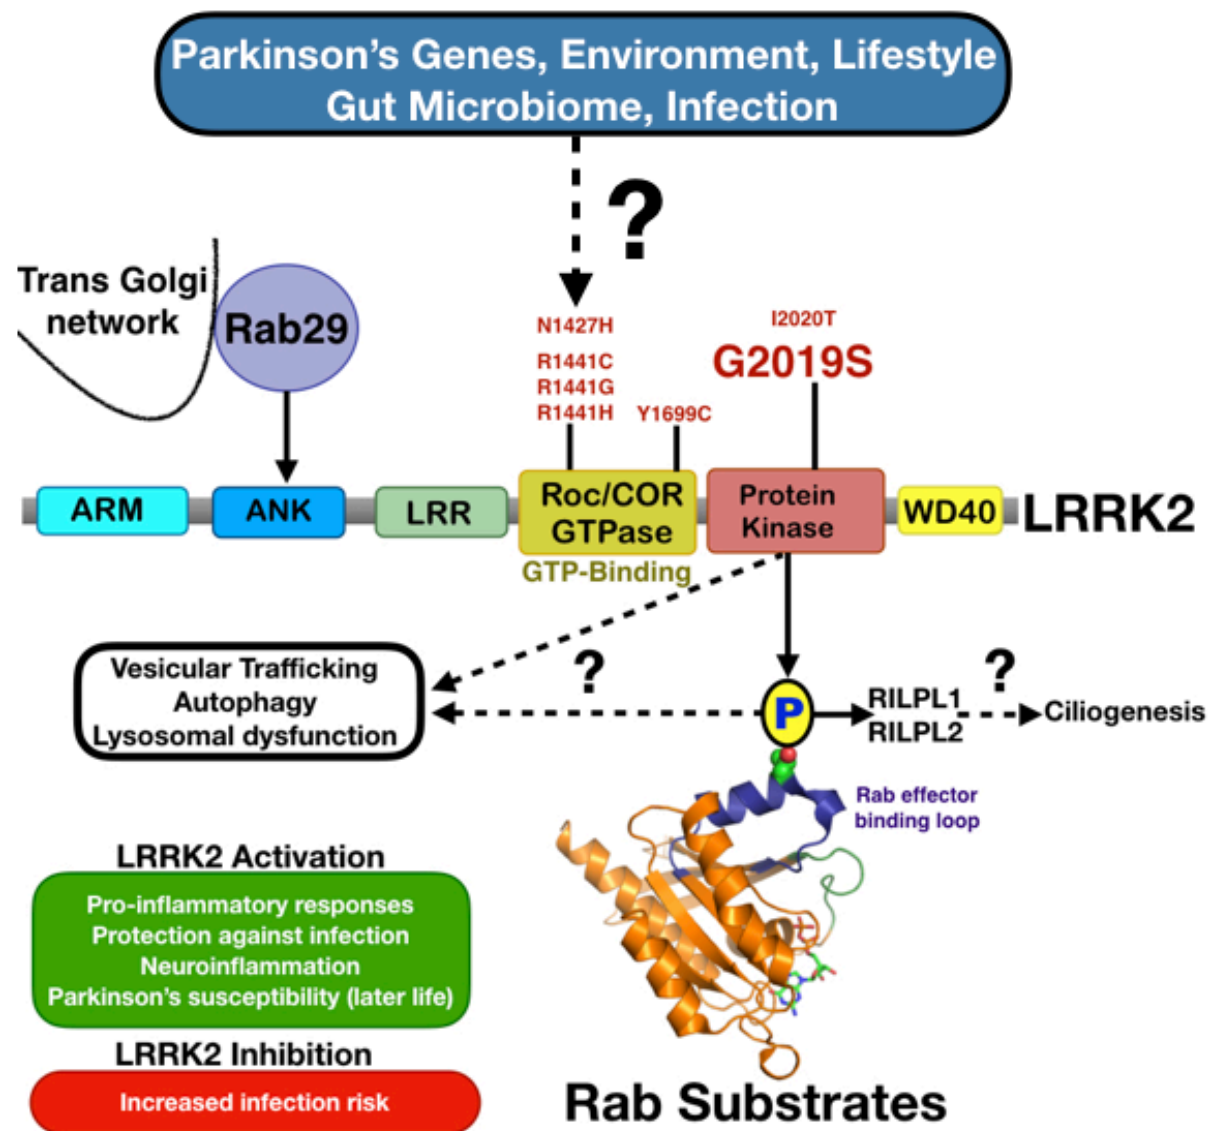 Parkinson's Genes, Environment, Lifestyle
Gut Microbiome, Infection
?
Trans Golgi
network
Rab29
N1427H
R1441C
R1441G
R1441H
Y1699C
I2020T
G2019S
ARM
ANK
LRR
Roc/COR
GTPase
Protein
Kinase
WD40
LRRK2
GTP-Binding
Vesicular Trafficking
Autophagy
Lysosomal dysfunction
?
P
RILPL1
RILPL2
?
Ciliogenesis
Rab effector
binding loop
LRRK2 Activation
Pro-inflammatory responses
Protection against infection
Neuroinflammation
Parkinson's susceptibility (later life)
LRRK2 Inhibition
Increased infection risk
Rab Substrates